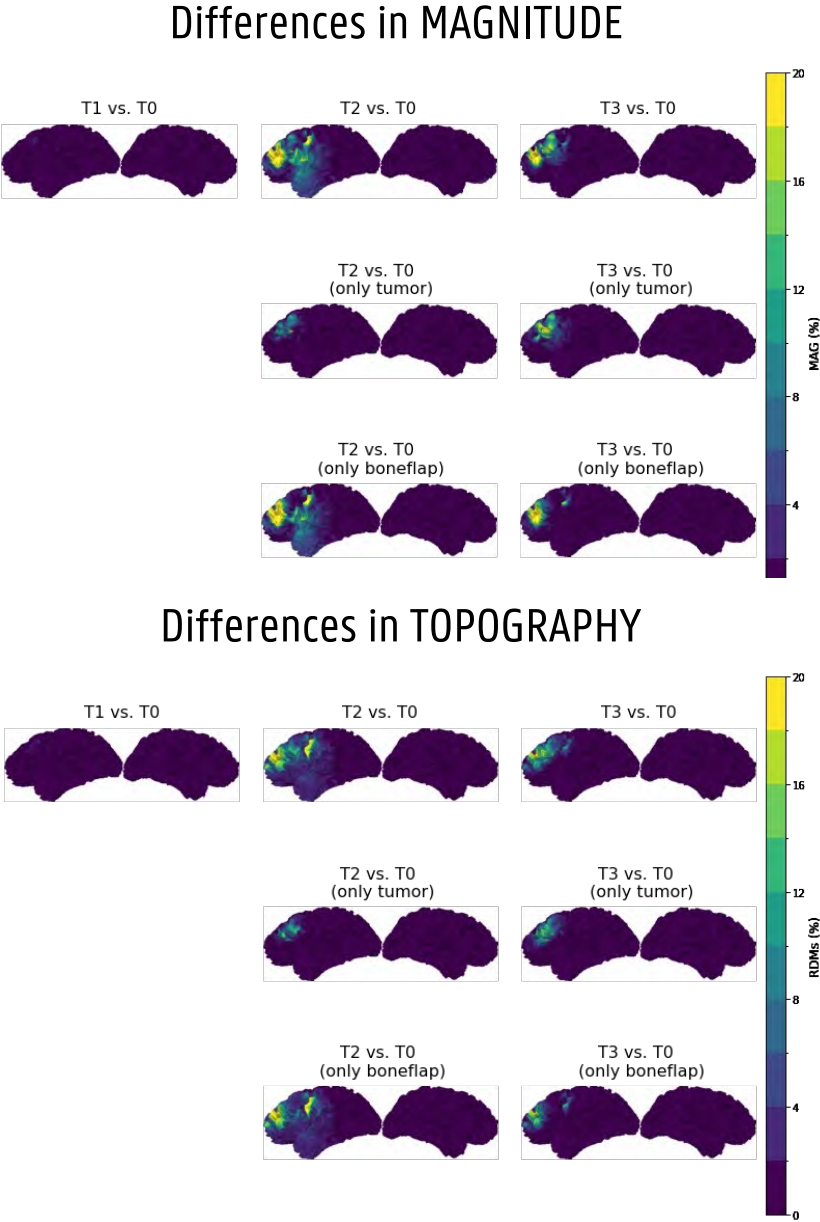 Differences in MAGNITUDE
T1 vs. T0
T2 vs. T0
T3 vs. T0
T2 vs. T0
(only tumor)
T3 vs. T0
(only tumor)
T2 vs. T0
(only boneflap)
T3 vs. T0
(only boneflap)
20
16
12
8
4
MAG (%)
Differences in TOPOGRAPHY
T1 vs. T0
T2 vs. T0
T3 vs. T0
T2 vs. T0
(only tumor)
T3 vs. T0
(only tumor)
T2 vs. T0
(only boneflap)
T3 vs. T0
(only boneflap)
20
16
12
8
4
0
RDMs (%)